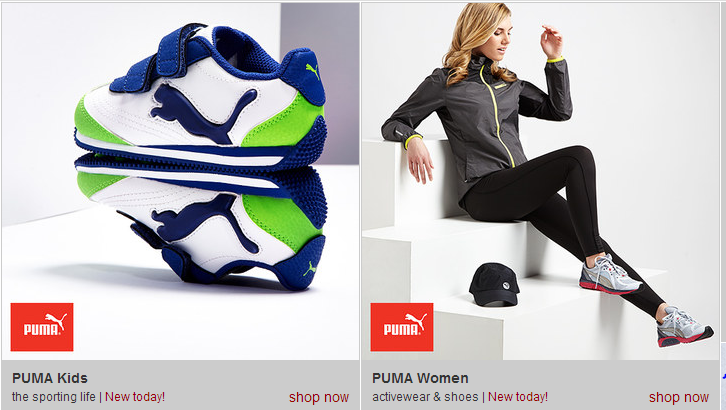 PUMA
PUMA Kids
the sporting life | New today!
shop now
PUMA
PUMA Women
activewear & shoes | New today!
shop now